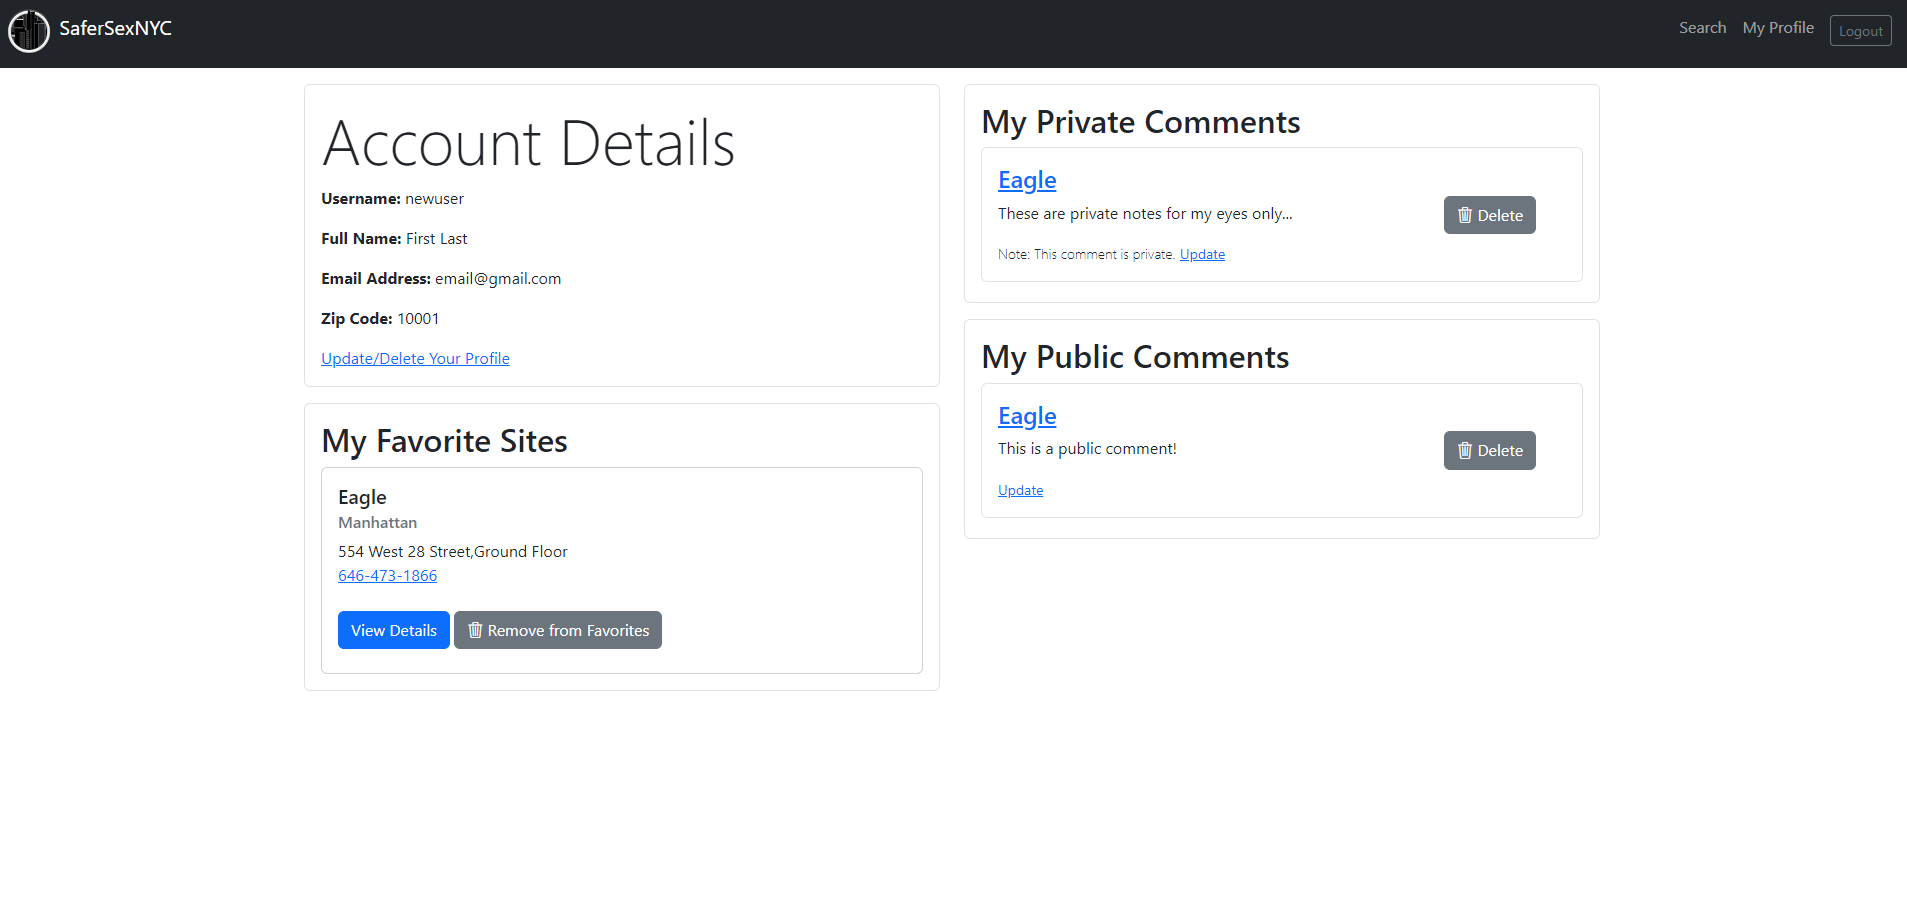 SaferSexNYC
Search My Profile Logout
Account Details
Username: newuser
Full Name: First Last
Email Address: email@gmail.com
Zip Code: 10001
Update/Delete Your Profile
My Favorite Sites
Eagle
Manhattan
554 West 28 Street,Ground Floor
646-473-1866
View Details Remove from Favorites
My Private Comments
Eagle
These are private notes for my eyes only...
Delete
Note: This comment is private. Update
My Public Comments
Eagle
This is a public comment!
Delete
Update